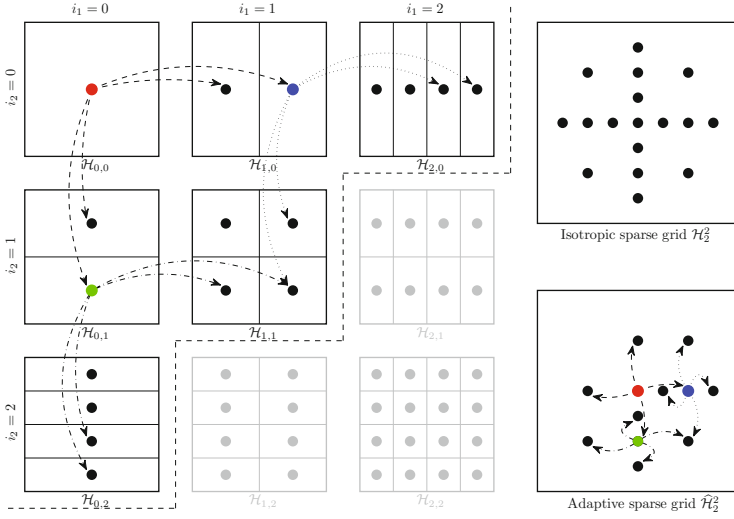 i₁ = 0
i₁ = 1
i₁ = 2
i₂ = 0
ℋ₀,₀
ℋ₁,₀
ℋ₂,₀
Isotropic sparse grid ℋ₂²
i₂ = 1
ℋ₀,₁
ℋ₁,₁
ℋ₂,₁
i₂ = 2
ℋ₀,₂
ℋ₁,₂
ℋ₂,₂
Adaptive sparse grid ℋ̂₂²